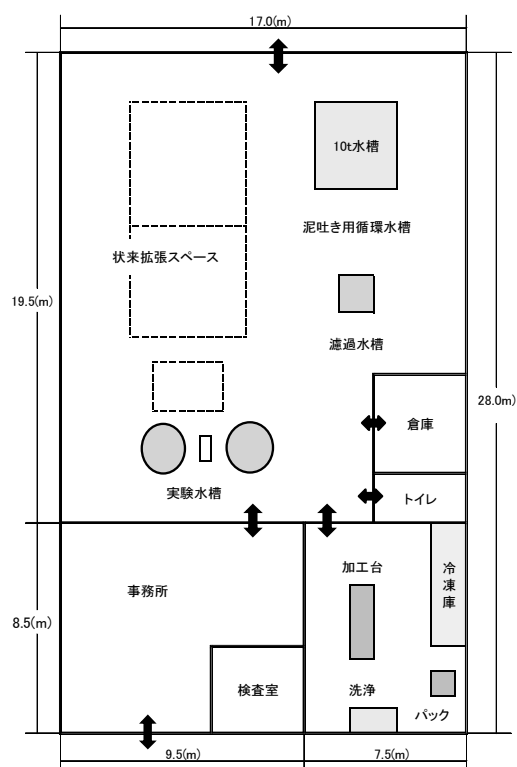 17.0(m)
10t水槽
泥吐き用循環水槽
状来拡張スペース
19.5(m)
濾過水槽
28.0m)
倉庫
実験水槽
トイレ
加工台
冷凍庫
事務所
8.5(m)
検査室
洗浄
パック
9.5(m)
7.5(m)